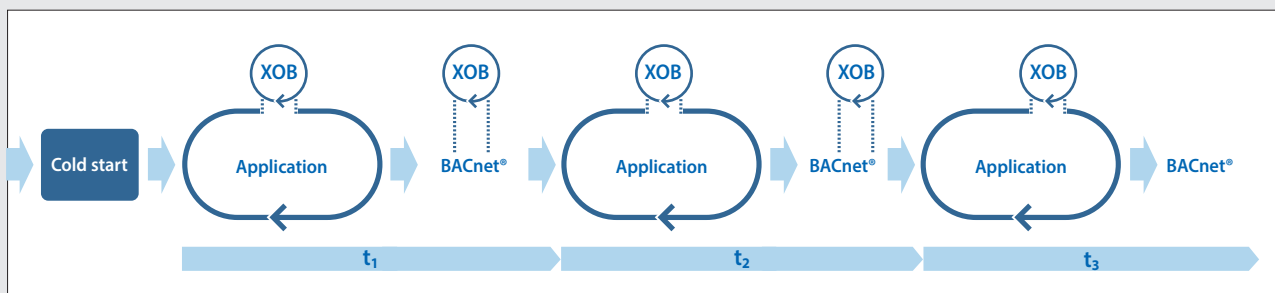 XOB
XOB
XOB
XOB
XOB
Cold start
Application
BACnet®
Application
BACnet®
Application
BACnet®
t₁
t₂
t₃